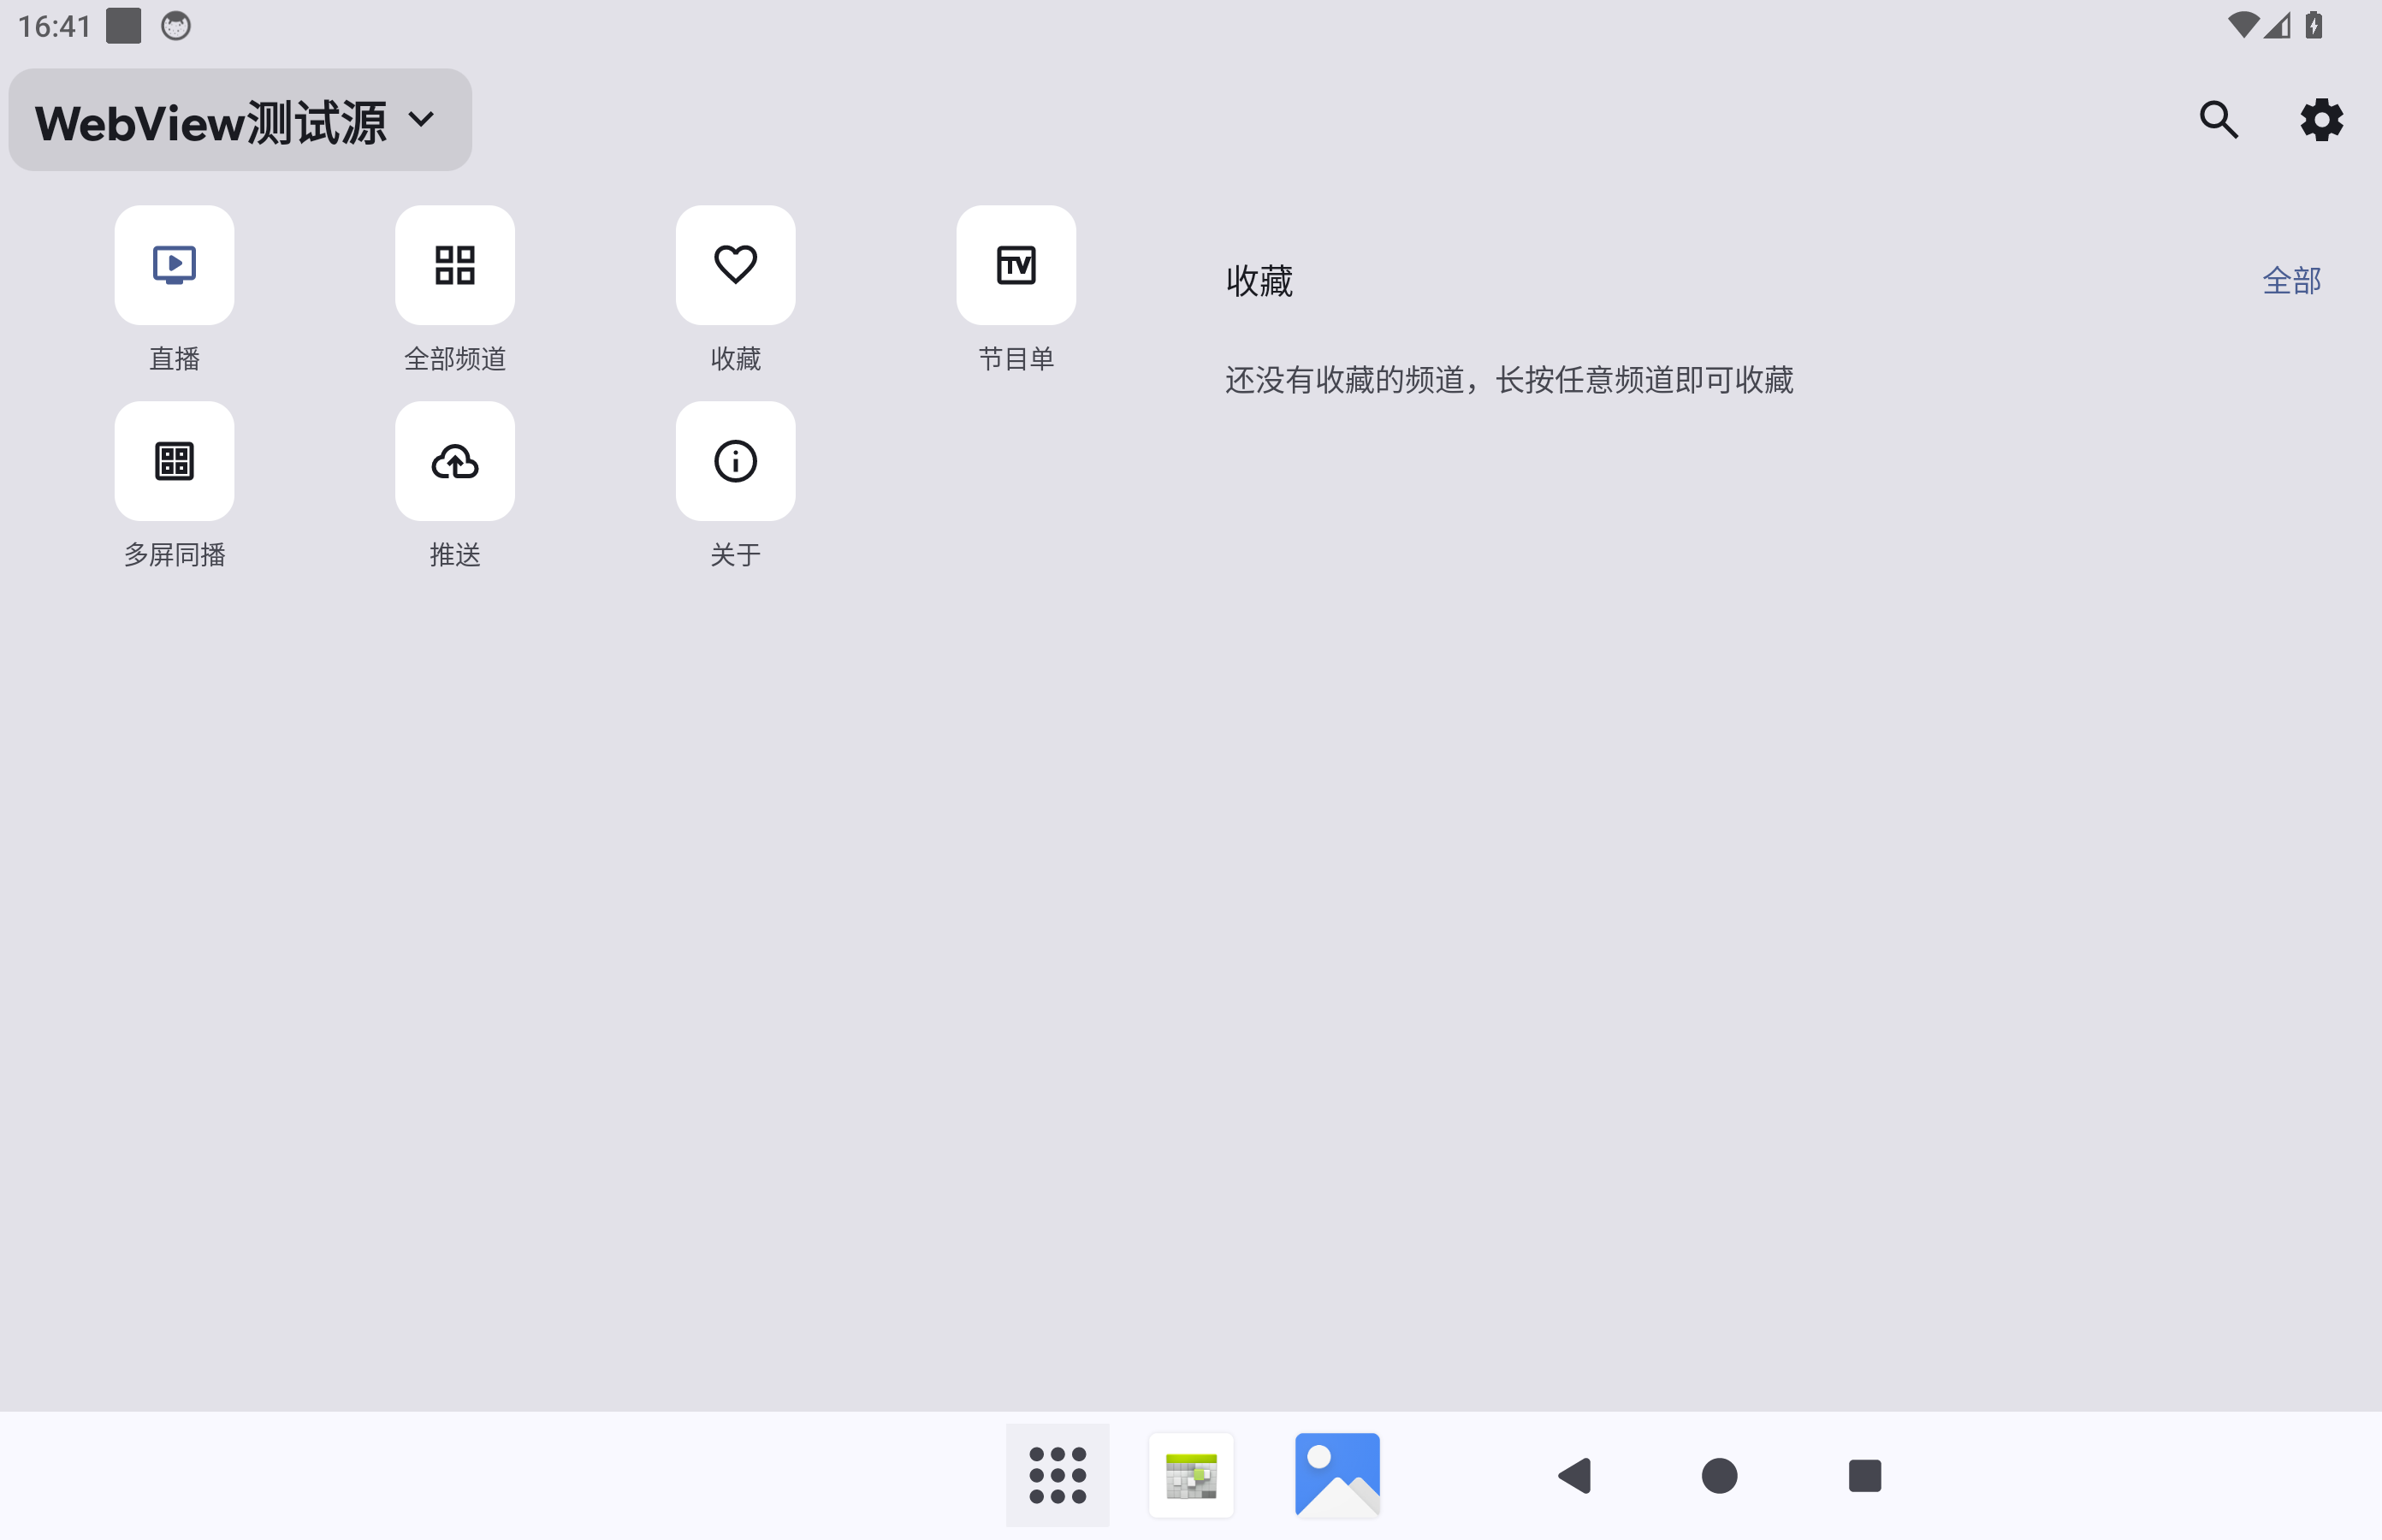 16:41
WebView测试源
直播
全部频道
收藏
节目单
多屏同播
推送
关于
收藏
全部
还没有收藏的频道，长按任意频道即可收藏